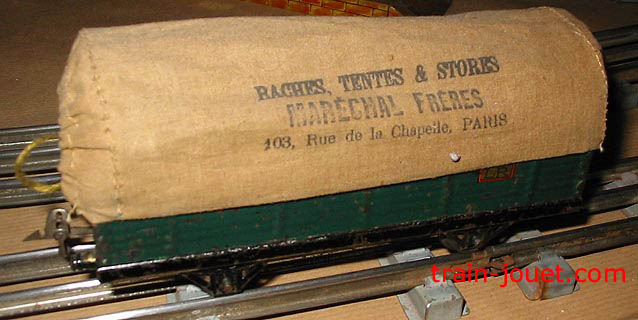 BACHES, TENTES & STORES
MARÉCHAL FRÈRES
103, Rue de la Chapelle, PARIS
train-jouet.com